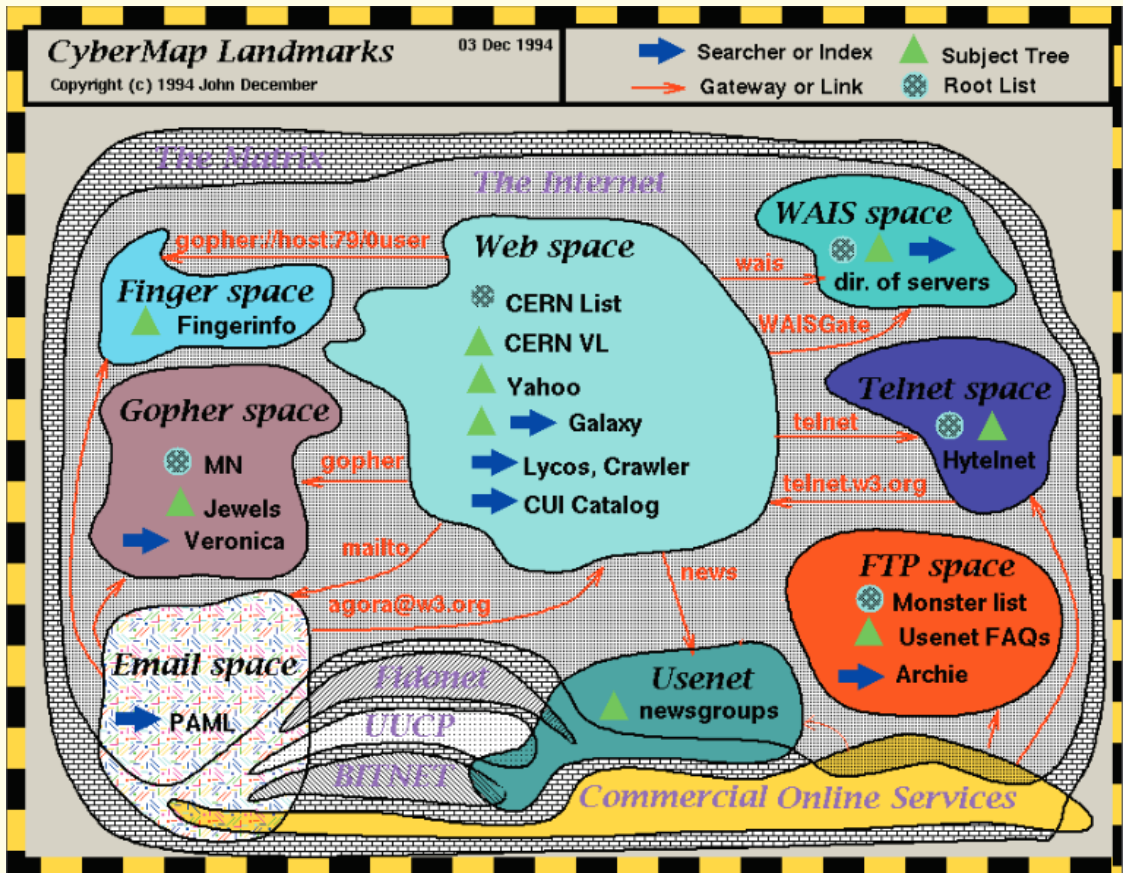 CyberMap Landmarks
03 Dec 1994
Copyright (c) 1994 John December
Searcher or Index
Subject Tree
Gateway or Link
Root List
The Matrix
The Internet
gopher://host:79/0user
Finger space
Fingerinfo
Web space
CERN List
CERN VL
Yahoo
Galaxy
Lycos, Crawler
CUI Catalog
wais
WAISGate
WAIS space
dir. of servers
telnet
telnet.w3.org
Telnet space
Hytelnet
Gopher space
MN
Jewels
Veronica
gopher
mailto
agora@w3.org
news
FTP space
Monster list
Usenet FAQs
Archie
Email space
PAML
Fidonet
UUCP
BITNET
Usenet
newsgroups
Commercial Online Services